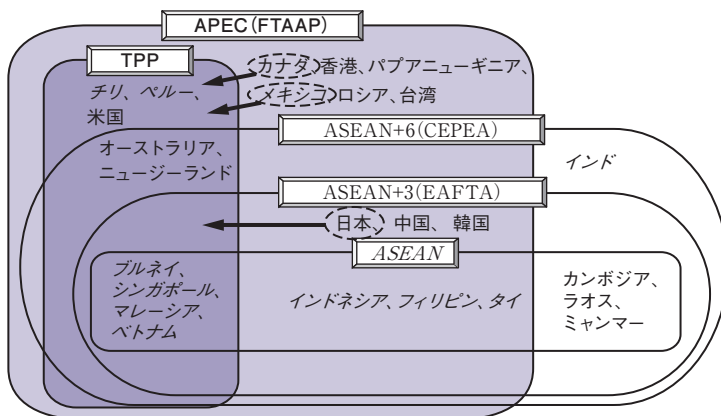 APEC(FTAAP)
TPP
カナダ、香港、パプアニューギニア、
チリ、ペルー、
米国
メキシコ、ロシア、台湾
ASEAN+6(CEPEA)
オーストラリア、
ニュージーランド
インド
ASEAN+3(EAFTA)
日本、中国、韓国
ASEAN
ブルネイ、
シンガポール、
マレーシア、
ベトナム
インドネシア、フィリピン、タイ
カンボジア、
ラオス、
ミャンマー